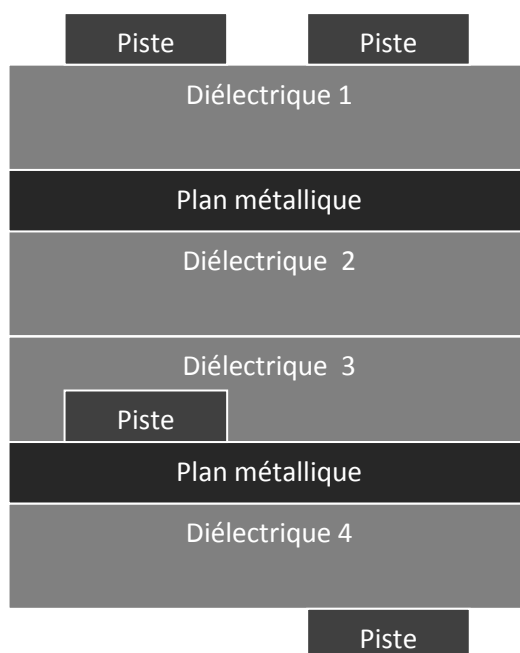 Piste Piste
Diélectrique 1
Plan métallique
Diélectrique 2
Diélectrique 3
Piste
Plan métallique
Diélectrique 4
Piste